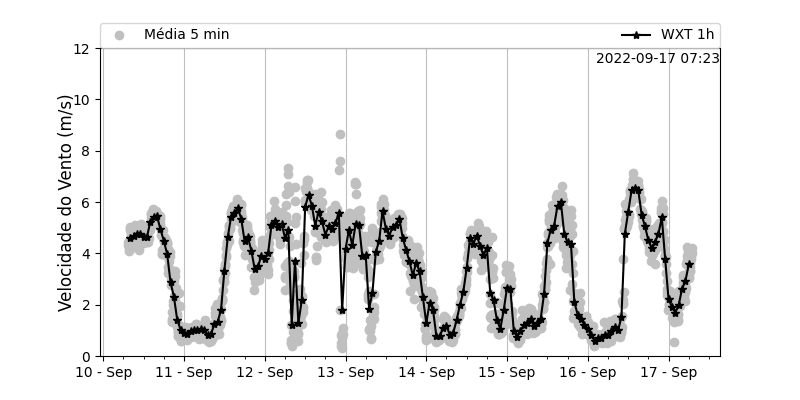 Média 5 min
WXT 1h
2022-09-17 07:23
Velocidade do Vento (m/s)
12
10
8
6
4
2
0
10 - Sep
11 - Sep
12 - Sep
13 - Sep
14 - Sep
15 - Sep
16 - Sep
17 - Sep